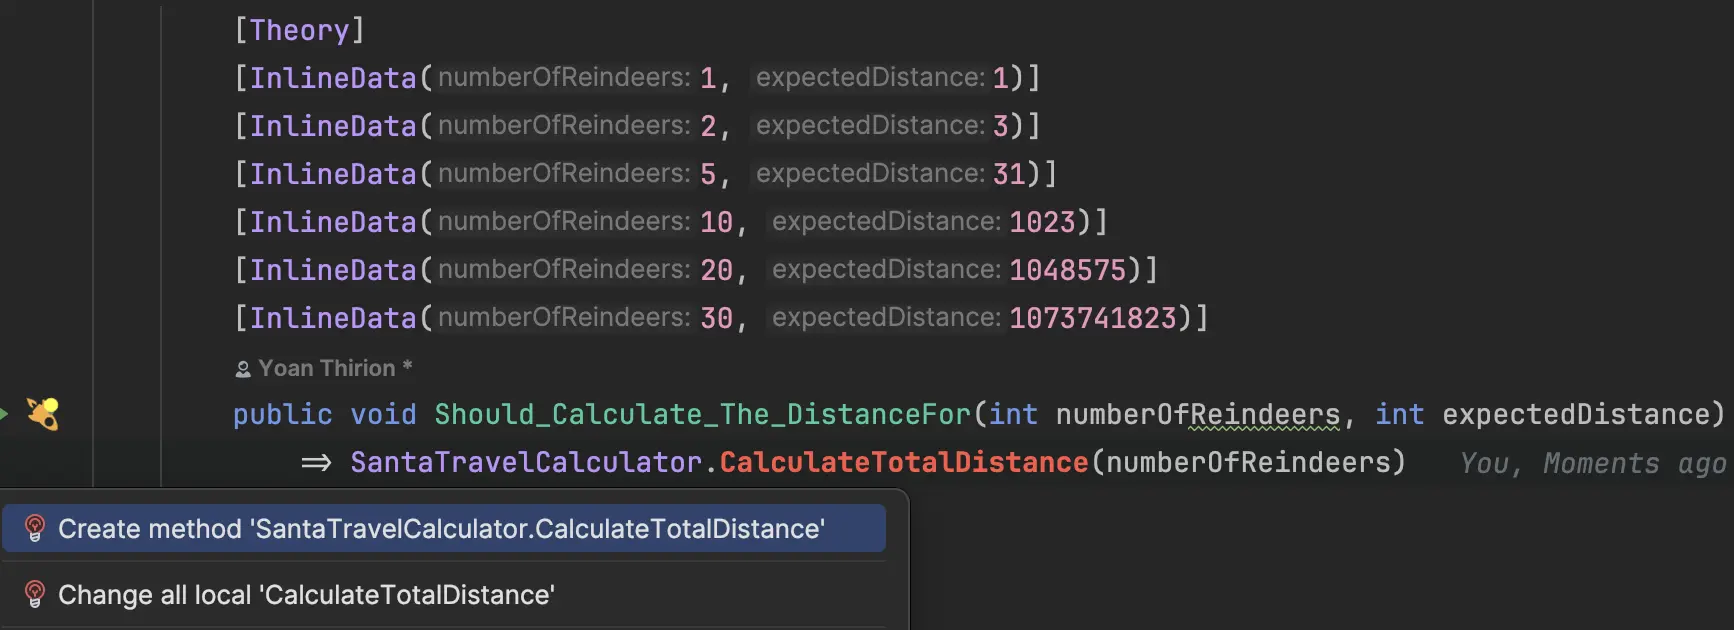 [Theory]
[InlineData(numberOfReindeers: 1, expectedDistance: 1)]
[InlineData(numberOfReindeers: 2, expectedDistance: 3)]
[InlineData(numberOfReindeers: 5, expectedDistance: 31)]
[InlineData(numberOfReindeers: 10, expectedDistance: 1023)]
[InlineData(numberOfReindeers: 20, expectedDistance: 1048575)]
[InlineData(numberOfReindeers: 30, expectedDistance: 1073741823)]
Yoan Thirion *
public void Should_Calculate_The_DistanceFor(int numberOfReindeers, int expectedDistance)
=> SantaTravelCalculator.CalculateTotalDistance(numberOfReindeers) You, Moments ago
Create method 'SantaTravelCalculator.CalculateTotalDistance'
Change all local 'CalculateTotalDistance'